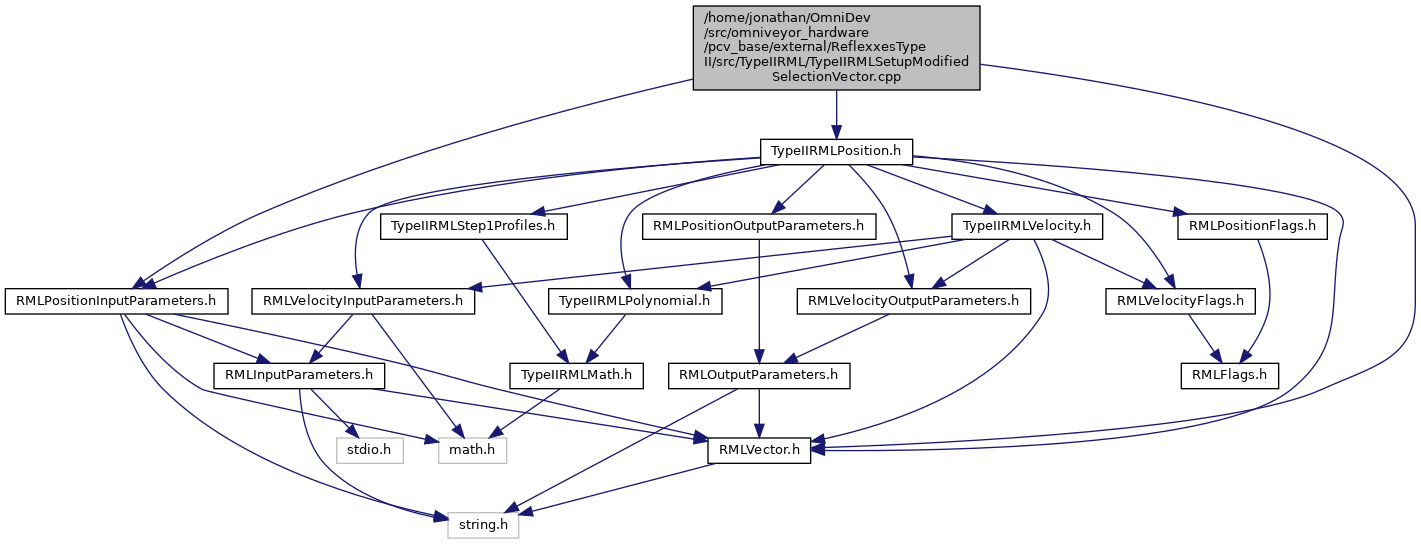 /home/jonathan/OmniDev
/src/omniveyor_hardware
/pcv_base/external/ReflexxesType
II/src/TypeIIRML/TypeIIRMLSetupModified
SelectionVector.cpp
TypeIIRMLPosition.h
TypeIIRMLStep1Profiles.h
RMLPositionOutputParameters.h
TypeIIRMLVelocity.h
RMLPositionFlags.h
RMLPositionInputParameters.h
RMLVelocityInputParameters.h
TypeIIRMLPolynomial.h
RMLVelocityOutputParameters.h
RMLVelocityFlags.h
RMLInputParameters.h
TypeIIRMLMath.h
RMLOutputParameters.h
RMLFlags.h
stdio.h
math.h
RMLVector.h
string.h